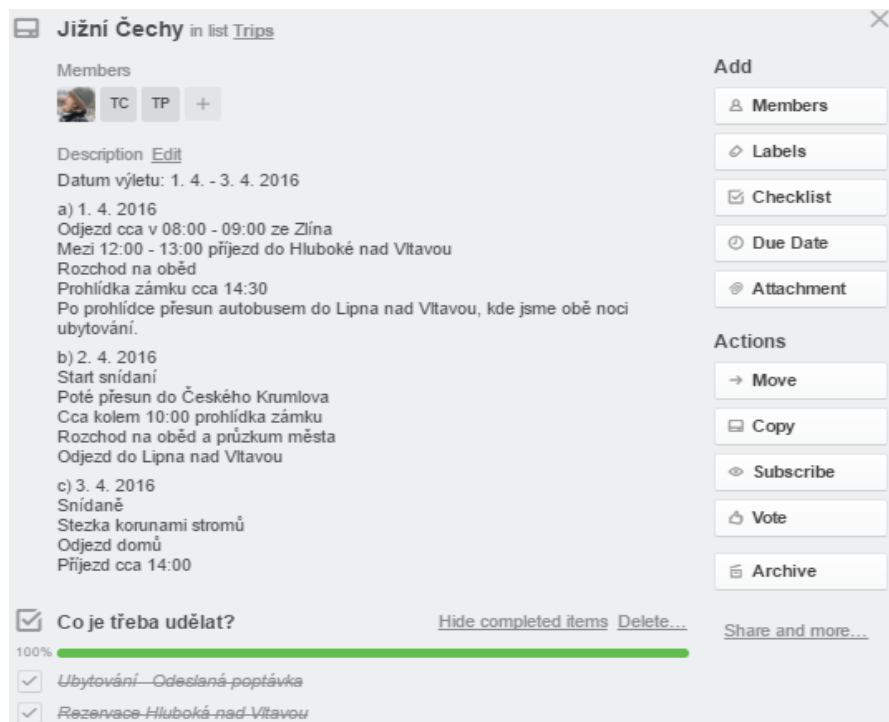 Jižní Čechy in list Trips
Members
TC TP +
Description Edit
Datum výletu: 1. 4. - 3. 4. 2016
a) 1. 4. 2016
Odjezd cca v 08:00 - 09:00 ze Zlína
Mezi 12:00 - 13:00 příjezd do Hluboké nad Vltavou
Rozchod na oběd
Prohlídka zámku cca 14:30
Po prohlídce přesun autobusem do Lipna nad Vltavou, kde jsme obě noci
ubytování.
b) 2. 4. 2016
Start snídaní
Poté přesun do Českého Krumlova
Cca kolem 10:00 prohlídka zámku
Rozchod na oběd a průzkum města
Odjezd do Lipna nad Vltavou
c) 3. 4. 2016
Snídaně
Stezka korunami stromů
Odjezd domů
Příjezd cca 14:00
Co je třeba udělat? Hide completed items Delete...
100%
Ubytování - Odeslaná poptávka
Rezervace Hluboká nad Vltavou
Add
Members
Labels
Checklist
Due Date
Attachment
Actions
Move
Copy
Subscribe
Vote
Archive
Share and more...